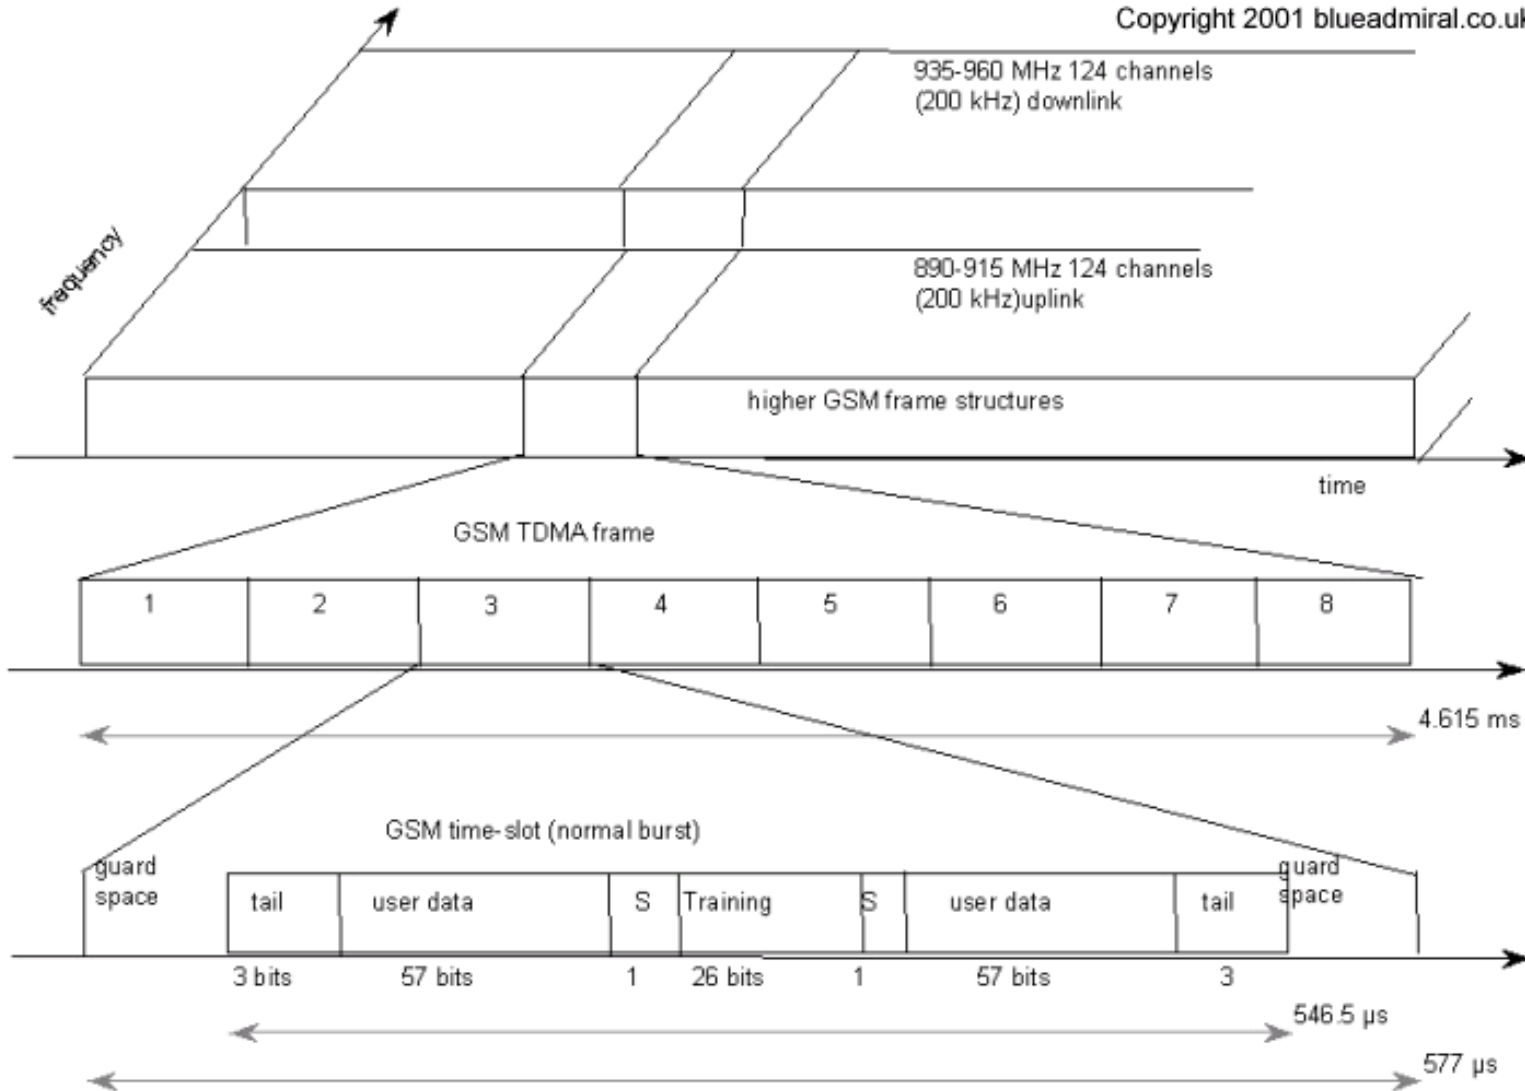 Copyright 2001 blueadmiral.co.uk
935-960 MHz 124 channels
(200 kHz) downlink
frequency
890-915 MHz 124 channels
(200 kHz)uplink
higher GSM frame structures
time
GSM TDMA frame
1 2 3 4 5 6 7 8
4.615 ms
GSM time-slot (normal burst)
guard
space
tail user data S Training S user data tail
guard
space
3 bits 57 bits 1 26 bits 1 57 bits 3
546.5 µs
577 µs